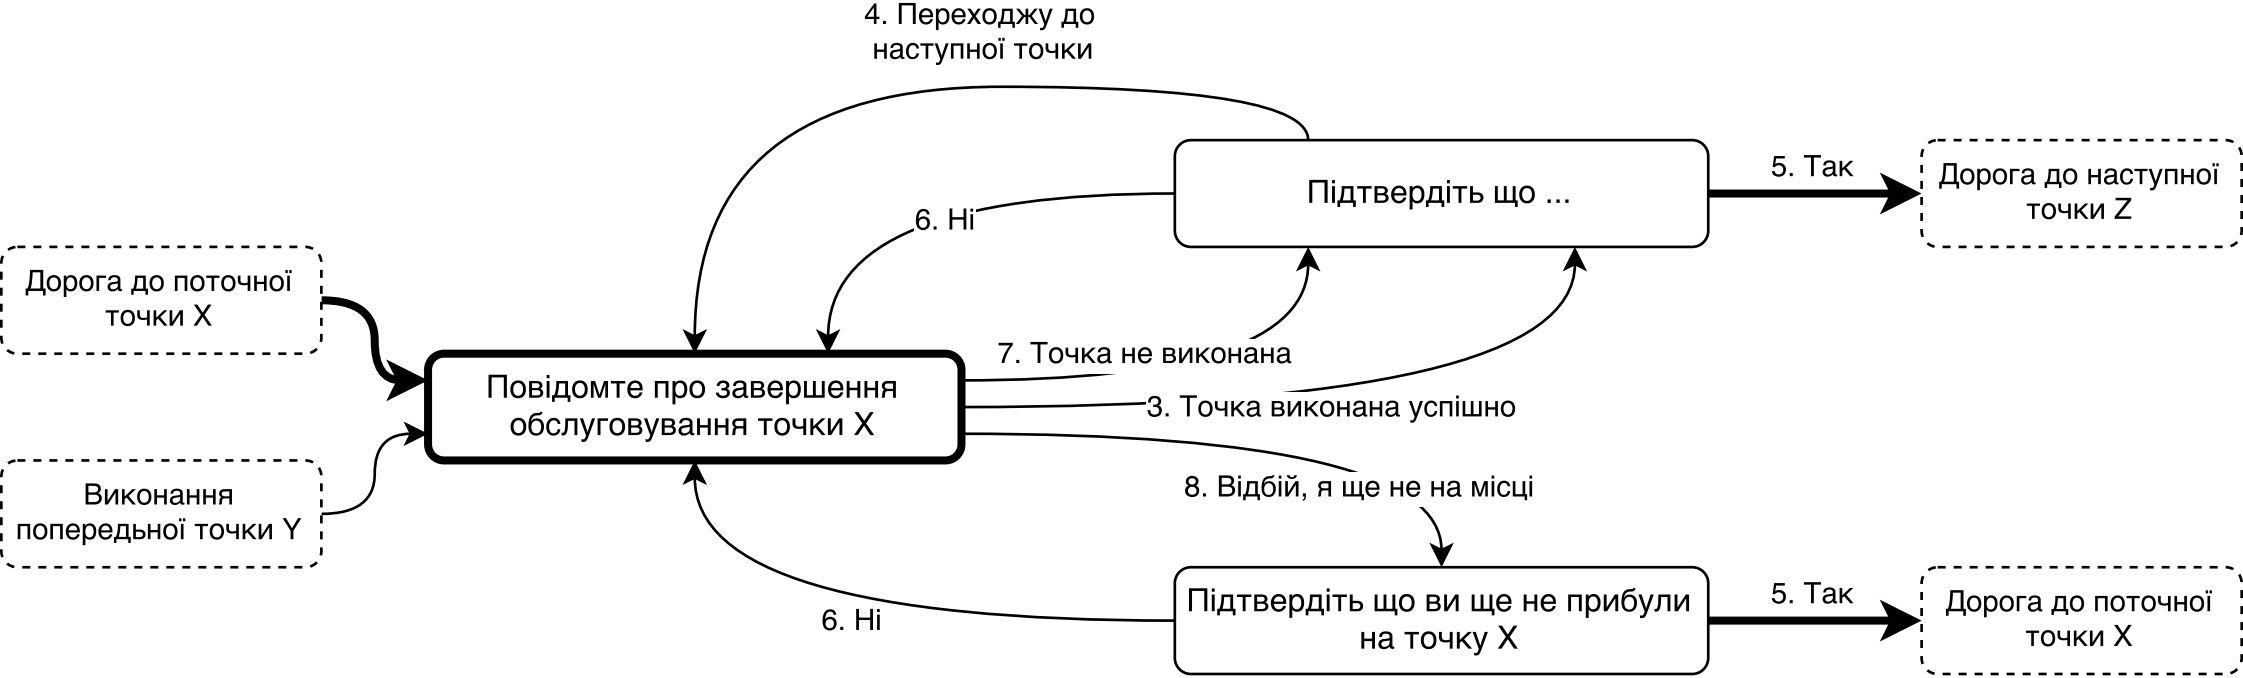 4. Переходжу до
наступної точки
Підтвердіть що ...
5. Так
Дорога до наступної
точки Z
6. Ні
Дорога до поточної
точки X
7. Точка не виконана
Повідомте про завершення
обслуговування точки X
3. Точка виконана успішно
8. Відбій, я ще не на місці
Виконання
попередньої точки Y
6. Ні
Підтвердіть що ви ще не прибули
на точку X
5. Так
Дорога до поточної
точки X